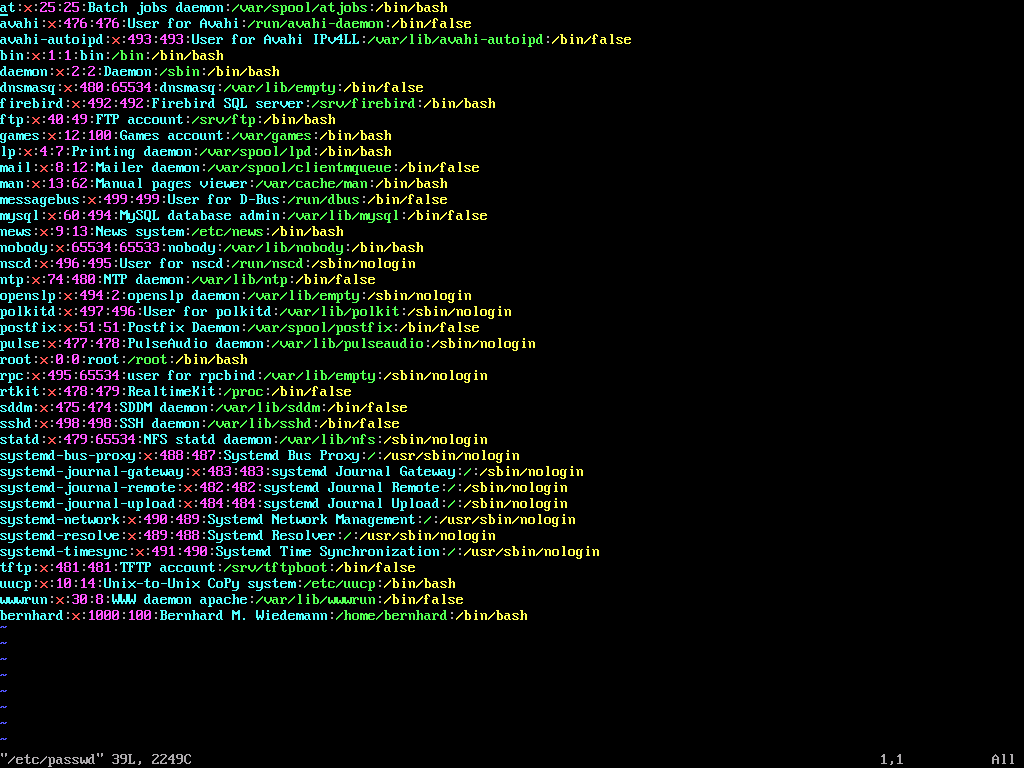 at:x:25:25:Batch jobs daemon:/var/spool/atjobs:/bin/bash
avahi:x:476:476:User for Avahi:/run/avahi-daemon:/bin/false
avahi-autoipd:x:493:493:User for Avahi IPv4LL:/var/lib/avahi-autoipd:/bin/false
bin:x:1:1:bin:/bin:/bin/bash
daemon:x:2:2:Daemon:/sbin:/bin/bash
dnsmasq:x:480:65534:dnsmasq:/var/lib/empty:/bin/false
firebird:x:492:492:Firebird SQL server:/srv/firebird:/bin/bash
ftp:x:40:49:FTP account:/srv/ftp:/bin/bash
games:x:12:100:Games account:/var/games:/bin/bash
lp:x:4:7:Printing daemon:/var/spool/lpd:/bin/bash
mail:x:8:12:Mailer daemon:/var/spool/clientmqueue:/bin/false
man:x:13:62:Manual pages viewer:/var/cache/man:/bin/bash
messagebus:x:499:499:User for D-Bus:/run/dbus:/bin/false
mysql:x:60:494:MySQL database admin:/var/lib/mysql:/bin/false
news:x:9:13:News system:/etc/news:/bin/bash
nobody:x:65534:65533:nobody:/var/lib/nobody:/bin/bash
nscd:x:496:495:User for nscd:/run/nscd:/sbin/nologin
ntp:x:74:480:NTP daemon:/var/lib/ntp:/bin/false
openslp:x:494:2:openslp daemon:/var/lib/empty:/sbin/nologin
polkitd:x:497:496:User for polkitd:/var/lib/polkit:/sbin/nologin
postfix:x:51:51:Postfix Daemon:/var/spool/postfix:/bin/false
pulse:x:477:478:PulseAudio daemon:/var/lib/pulseaudio:/sbin/nologin
root:x:0:0:root:/root:/bin/bash
rpc:x:495:65534:user for rpcbind:/var/lib/empty:/sbin/nologin
rtkit:x:478:479:RealtimeKit:/proc:/bin/false
sddm:x:475:474:SDDM daemon:/var/lib/sddm:/bin/false
sshd:x:498:498:SSH daemon:/var/lib/sshd:/bin/false
statd:x:479:65534:NFS statd daemon:/var/lib/nfs:/sbin/nologin
systemd-bus-proxy:x:488:487:Systemd Bus Proxy:/:/usr/sbin/nologin
systemd-journal-gateway:x:483:483:systemd Journal Gateway:/:/sbin/nologin
systemd-journal-remote:x:482:482:systemd Journal Remote:/:/sbin/nologin
systemd-journal-upload:x:484:484:systemd Journal Upload:/:/sbin/nologin
systemd-network:x:490:489:Systemd Network Management:/:/usr/sbin/nologin
systemd-resolve:x:489:488:Systemd Resolver:/:/usr/sbin/nologin
systemd-timesync:x:491:490:Systemd Time Synchronization:/:/usr/sbin/nologin
tftp:x:481:481:TFTP account:/srv/tftpboot:/bin/false
uucp:x:10:14:Unix-to-Unix CoPy system:/etc/uucp:/bin/bash
wwwrun:x:30:8:WWW daemon apache:/var/lib/wwwrun:/bin/false
bernhard:x:1000:100:Bernhard M. Wiedemann:/home/bernhard:/bin/bash
~
~
~
~
~
~
~
~
"/etc/passwd" 39L, 2249C 1,1 All